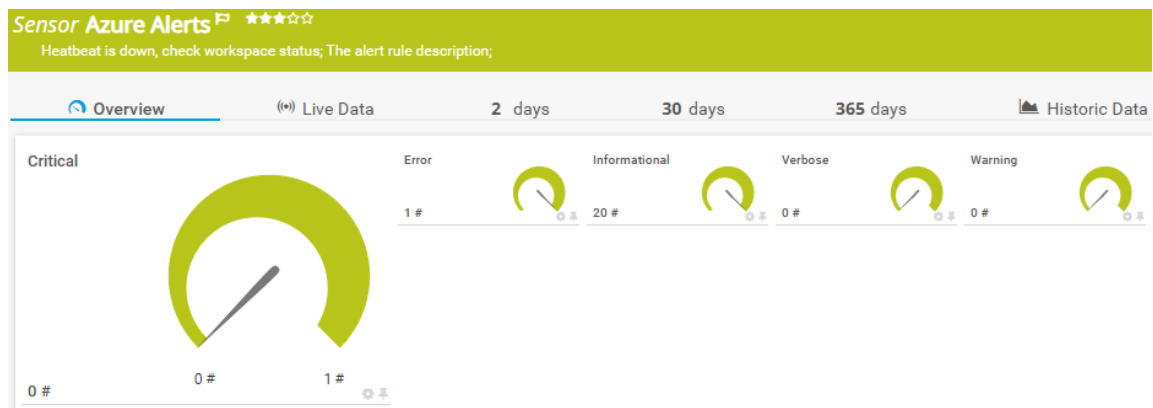 Sensor Azure Alerts
Heatbeat is down, check workspace status; The alert rule description;
Overview
Live Data
2 days
30 days
365 days
Historic Data
Critical
0 #
1 #
0 #
Error
1 #
Informational
20 #
Verbose
0 #
Warning
0 #